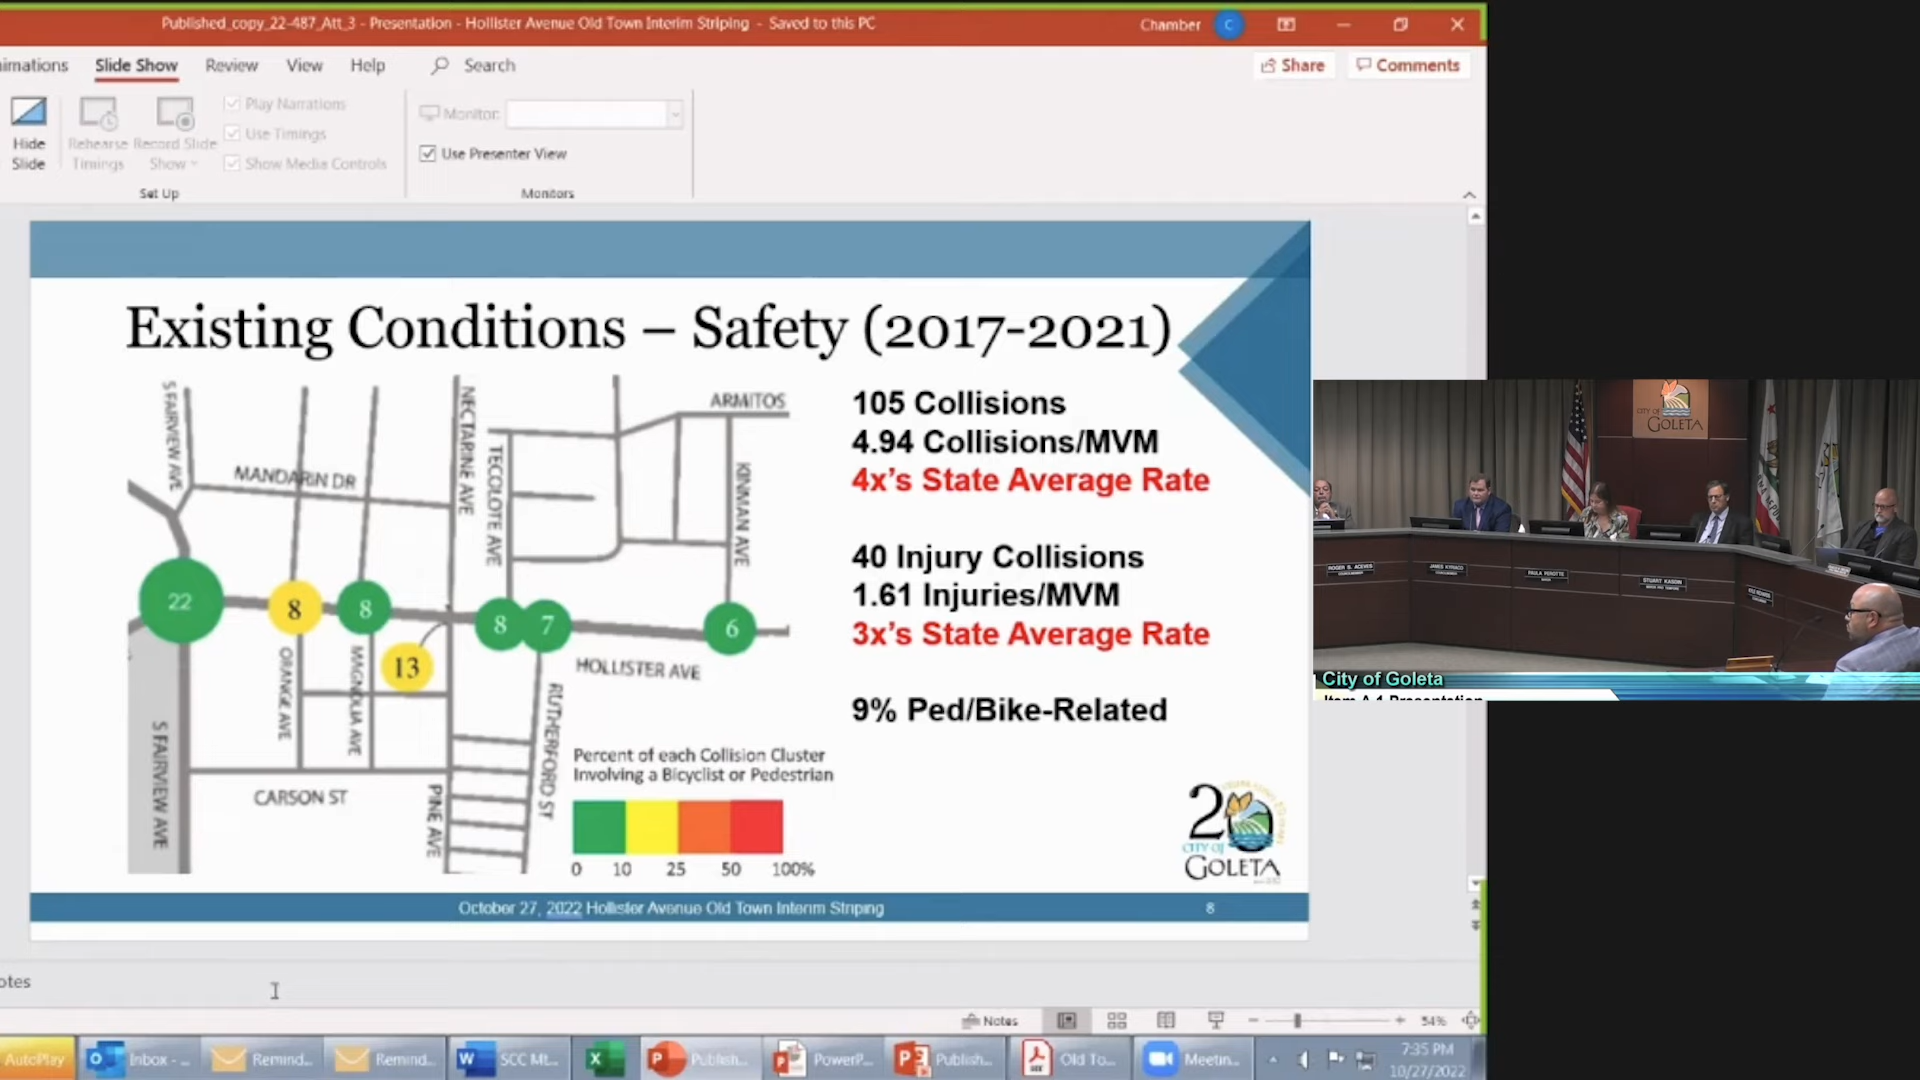 Published_copy_22-487_Att_3 - Presentation - Hollister Avenue Old Town Interim Striping - Saved to this PC
Chamber C
imations Slide Show Review View Help Search
Share Comments
Hide Slide
Rehearse Timings
Record Slide Show
Play Narrations
Use Timings
Show Media Controls
Set Up
Monitor:
Use Presenter View
Monitors
Existing Conditions – Safety (2017-2021)
S FAIRVIEW AVE
MANDARIN DR
NECTARINE AVE
TECOLOTE AVE
ARMITOS
KINMAN AVE
22
8
8
13
8
7
6
HOLLISTER AVE
ORANGE AVE
MAGNOLIA AVE
S FAIRVIEW AVE
CARSON ST
PINE AVE
RUTHERFORD ST
Percent of each Collision Cluster
Involving a Bicyclist or Pedestrian
0 10 25 50 100%
105 Collisions
4.94 Collisions/MVM
4x's State Average Rate
40 Injury Collisions
1.61 Injuries/MVM
3x's State Average Rate
9% Ped/Bike-Related
20
CITY OF
GOLETA
October 27, 2022 Hollister Avenue Old Town Interim Striping
8
CITY OF
GOLETA
ROGER S. ACEVES
JAMES KYRIACO
PAULA PEROTTE
STUART KASDIN
City of Goleta
Item A.1 Presentation
otes
Notes
54%
AutoPlay
Inbox - ...
Remind...
Remind...
SCC Mt...
Publish...
PowerP...
Publish...
Old To...
Meetin...
7:35 PM
10/27/2022